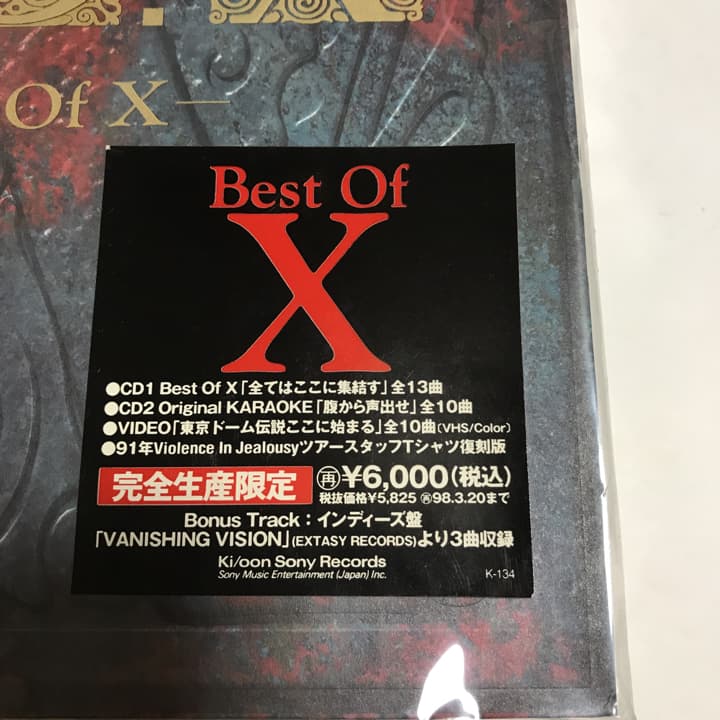 Of X—
Best Of
X
●CD1 Best Of X「全てはここに集結す」全13曲
●CD2 Original KARAOKE「腹から声出せ」全10曲
●VIDEO「東京ドーム伝説ここに始まる」全10曲(VHS/Color)
●91年Violence In JealousyツアースタッフTシャツ復刻版
完全生産限定 再¥6,000(税込)
税抜価格¥5,825 再98.3.20まで
Bonus Track:インディーズ盤
「VANISHING VISION」(EXTASY RECORDS)より3曲収録
Ki/oon Sony Records
Sony Music Entertainment (Japan) Inc.
K-134